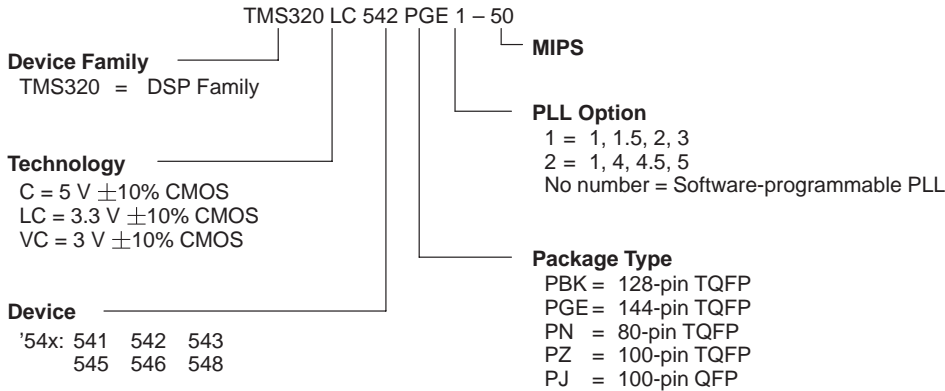 TMS320 LC 542 PGE 1 – 50
MIPS
Device Family
TMS320 = DSP Family
PLL Option
1 = 1, 1.5, 2, 3
2 = 1, 4, 4.5, 5
No number = Software-programmable PLL
Technology
C = 5 V ±10% CMOS
LC = 3.3 V ±10% CMOS
VC = 3 V ±10% CMOS
Package Type
PBK = 128-pin TQFP
PGE = 144-pin TQFP
PN = 80-pin TQFP
PZ = 100-pin TQFP
PJ = 100-pin QFP
Device
’54x: 541 542 543
545 546 548